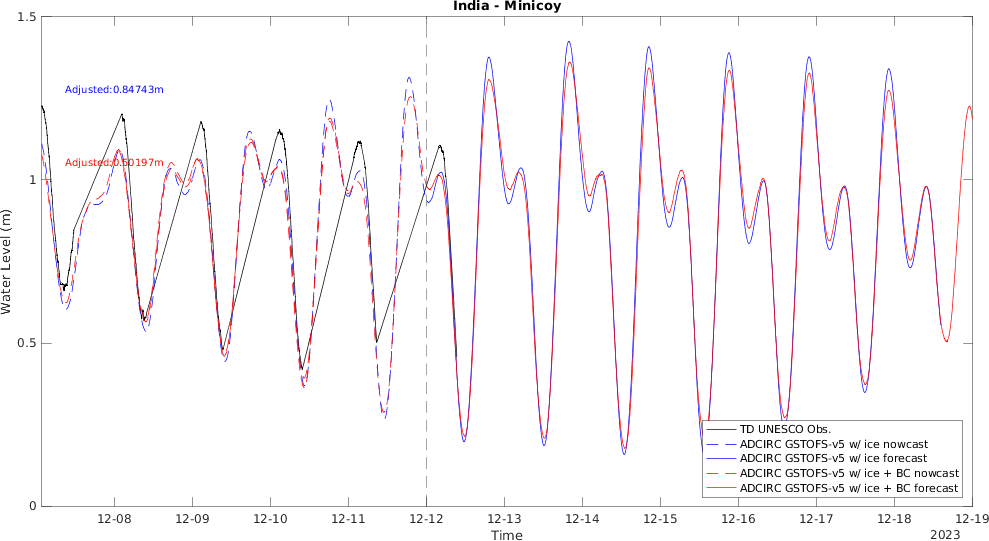 India - Minicoy
1.5
1
0.5
0
Water Level (m)
Adjusted:0.84743m
Adjusted:0.50197m
TD UNESCO Obs.
ADCIRC GSTOFS-v5 w/ ice nowcast
ADCIRC GSTOFS-v5 w/ ice forecast
ADCIRC GSTOFS-v5 w/ ice + BC nowcast
ADCIRC GSTOFS-v5 w/ ice + BC forecast
12-08 12-09 12-10 12-11 12-12 12-13 12-14 12-15 12-16 12-17 12-18 12-19
Time
2023